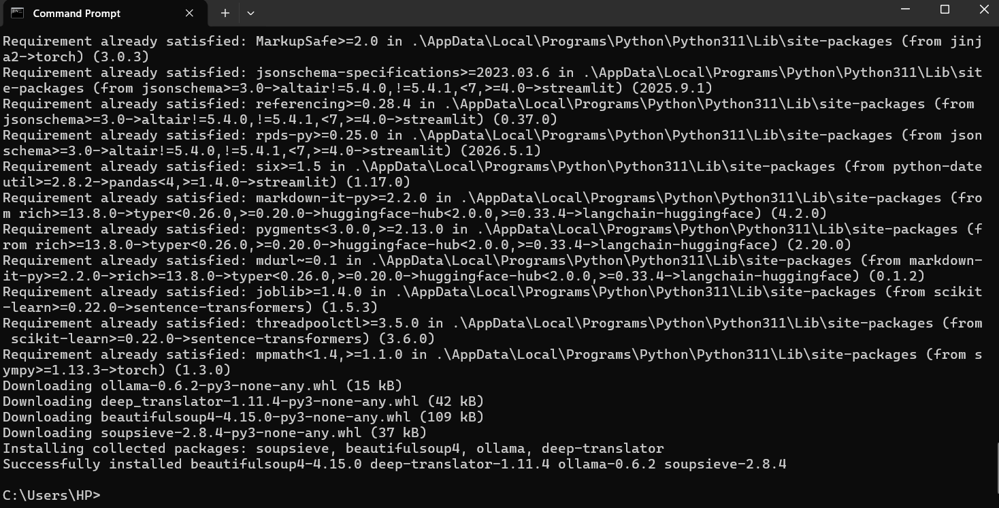 Command Prompt
Requirement already satisfied: MarkupSafe>=2.0 in .\AppData\Local\Programs\Python\Python311\Lib\site-packages (from jinj
a2->torch) (3.0.3)
Requirement already satisfied: jsonschema-specifications>=2023.03.6 in .\AppData\Local\Programs\Python\Python311\Lib\sit
e-packages (from jsonschema>=3.0->altair!=5.4.0,!=5.4.1,<7,>=4.0->streamlit) (2025.9.1)
Requirement already satisfied: referencing>=0.28.4 in .\AppData\Local\Programs\Python\Python311\Lib\site-packages (from
jsonschema>=3.0->altair!=5.4.0,!=5.4.1,<7,>=4.0->streamlit) (0.37.0)
Requirement already satisfied: rpds-py>=0.25.0 in .\AppData\Local\Programs\Python\Python311\Lib\site-packages (from json
schema>=3.0->altair!=5.4.0,!=5.4.1,<7,>=4.0->streamlit) (2026.5.1)
Requirement already satisfied: six>=1.5 in .\AppData\Local\Programs\Python\Python311\Lib\site-packages (from python-date
util>=2.8.2->pandas<4,>=1.4.0->streamlit) (1.17.0)
Requirement already satisfied: markdown-it-py>=2.2.0 in .\AppData\Local\Programs\Python\Python311\Lib\site-packages (fro
m rich>=13.8.0->typer<0.26.0,>=0.20.0->huggingface-hub<2.0.0,>=0.33.4->langchain-huggingface) (4.2.0)
Requirement already satisfied: pygments<3.0.0,>=2.13.0 in .\AppData\Local\Programs\Python\Python311\Lib\site-packages (f
rom rich>=13.8.0->typer<0.26.0,>=0.20.0->huggingface-hub<2.0.0,>=0.33.4->langchain-huggingface) (2.20.0)
Requirement already satisfied: mdurl~=0.1 in .\AppData\Local\Programs\Python\Python311\Lib\site-packages (from markdown-
it-py>=2.2.0->rich>=13.8.0->typer<0.26.0,>=0.20.0->huggingface-hub<2.0.0,>=0.33.4->langchain-huggingface) (0.1.2)
Requirement already satisfied: joblib>=1.4.0 in .\AppData\Local\Programs\Python\Python311\Lib\site-packages (from scikit
-learn>=0.22.0->sentence-transformers) (1.5.3)
Requirement already satisfied: threadpoolctl>=3.5.0 in .\AppData\Local\Programs\Python\Python311\Lib\site-packages (from
 scikit-learn>=0.22.0->sentence-transformers) (3.6.0)
Requirement already satisfied: mpmath<1.4,>=1.1.0 in .\AppData\Local\Programs\Python\Python311\Lib\site-packages (from s
ympy>=1.13.3->torch) (1.3.0)
Downloading ollama-0.6.2-py3-none-any.whl (15 kB)
Downloading deep_translator-1.11.4-py3-none-any.whl (42 kB)
Downloading beautifulsoup4-4.15.0-py3-none-any.whl (109 kB)
Downloading soupsieve-2.8.4-py3-none-any.whl (37 kB)
Installing collected packages: soupsieve, beautifulsoup4, ollama, deep-translator
Successfully installed beautifulsoup4-4.15.0 deep-translator-1.11.4 ollama-0.6.2 soupsieve-2.8.4
C:\Users\HP>